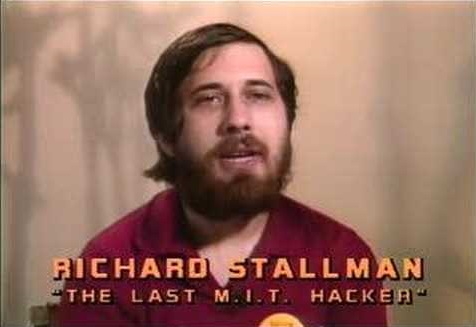 RICHARD STALLMAN
"THE LAST M.I.T. HACKER"